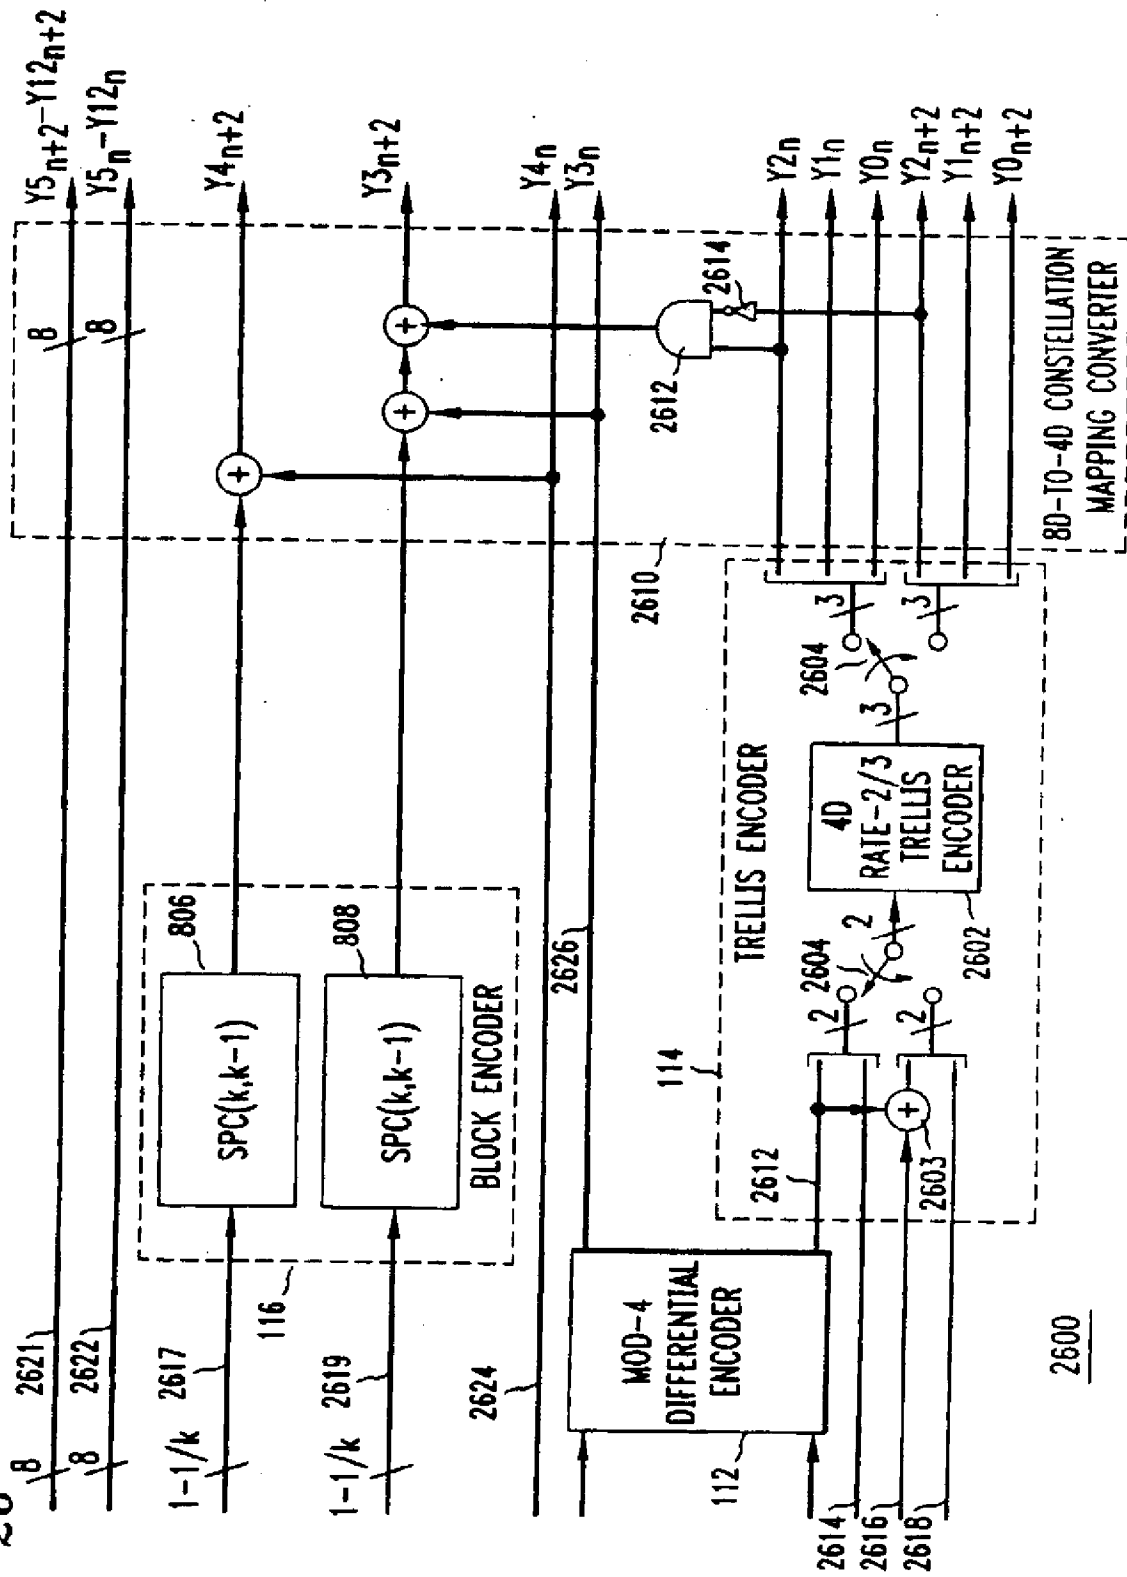 26
8
2621
8
2622
1-1/k
2617
1-1/k
2619
2624
116
806
SPC(k,k-1)
808
SPC(k,k-1)
BLOCK ENCODER
2626
MOD-4
DIFFERENTIAL
ENCODER
112
2614
2616
2618
2612
2603
114
TRELLIS ENCODER
2
2
2604
2
2602
4D
RATE-2/3
TRELLIS
ENCODER
3
2604
3
3
2610
8
8
2612
2614
8D-TO-4D CONSTELLATION
MAPPING CONVERTER
Y5n+2-Y12n+2
Y5n-Y12n
Y4n+2
Y3n+2
Y4n
Y3n
Y2n
Y1n
Y0n
Y2n+2
Y1n+2
Y0n+2
2600